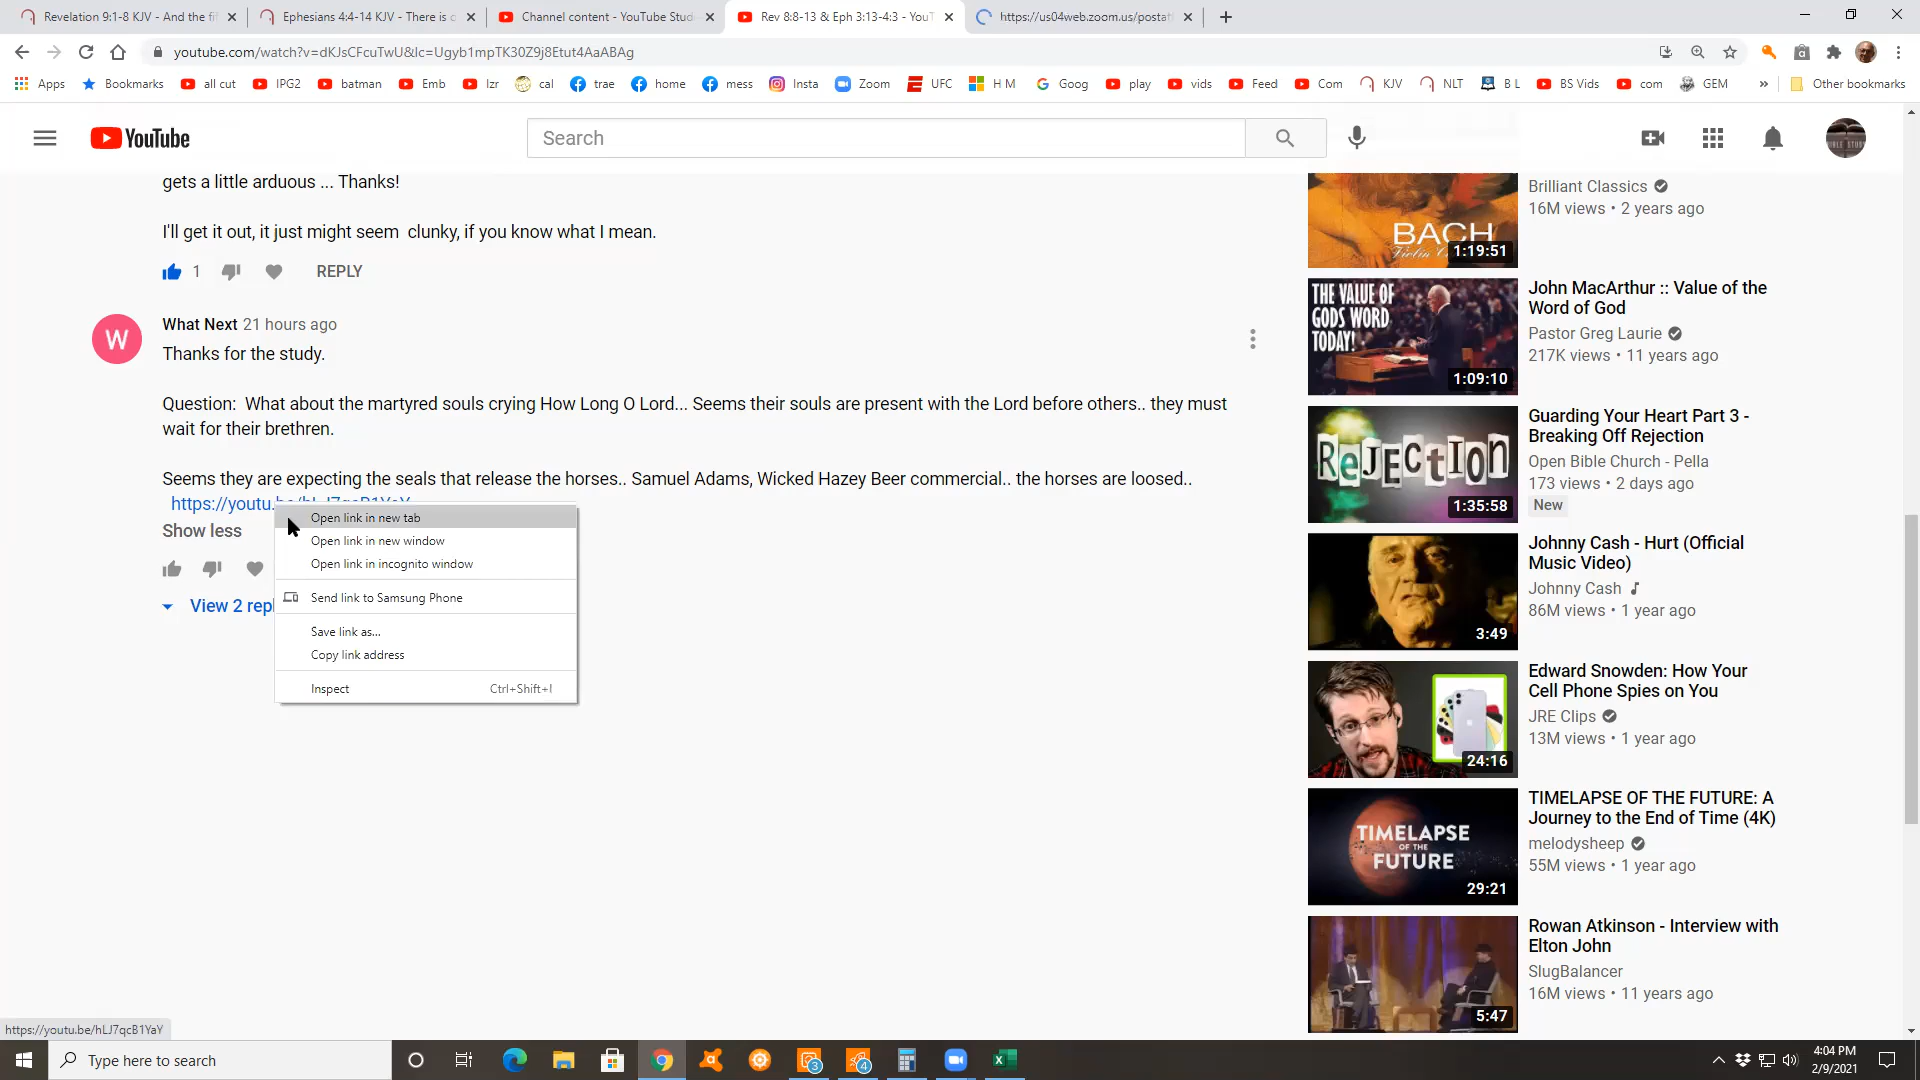 Revelation 9:1-8 KJV - And the fif
Ephesians 4:4-14 KJV - There is o
Channel content - YouTube Studi
Rev 8:8-13 & Eph 3:13-4:3 - YouT
https://us04web.zoom.us/postatt
youtube.com/watch?v=dKJsCFcuTwU&lc=Ugyb1mpTK30Z9j8Etut4AaABAg
Apps
Bookmarks
all cut
IPG2
batman
Emb
Izr
cal
trae
home
mess
Insta
Zoom
UFC
H M
Goog
play
vids
Feed
Com
KJV
NLT
B L
BS Vids
com
GEM
Other bookmarks
YouTube
Search
gets a little arduous ... Thanks!
I'll get it out, it just might seem clunky, if you know what I mean.
1
REPLY
W
What Next 21 hours ago
Thanks for the study.
Question: What about the martyred souls crying How Long O Lord... Seems their souls are present with the Lord before others.. they must
wait for their brethren.
Seems they are expecting the seals that release the horses.. Samuel Adams, Wicked Hazey Beer commercial.. the horses are loosed..
https://youtu.be/hLJ7qcB1YaY
Show less
View 2 repl
Open link in new tab
Open link in new window
Open link in incognito window
Send link to Samsung Phone
Save link as...
Copy link address
Inspect Ctrl+Shift+I
BACH
1:19:51
Brilliant Classics
16M views • 2 years ago
THE VALUE OF
GODS WORD
TODAY!
1:09:10
John MacArthur :: Value of the
Word of God
Pastor Greg Laurie
217K views • 11 years ago
REJECTION
1:35:58
Guarding Your Heart Part 3 -
Breaking Off Rejection
Open Bible Church - Pella
173 views • 2 days ago
New
3:49
Johnny Cash - Hurt (Official
Music Video)
Johnny Cash
86M views • 1 year ago
24:16
Edward Snowden: How Your
Cell Phone Spies on You
JRE Clips
13M views • 1 year ago
TIMELAPSE
OF THE
FUTURE
29:21
TIMELAPSE OF THE FUTURE: A
Journey to the End of Time (4K)
melodysheep
55M views • 1 year ago
5:47
Rowan Atkinson - Interview with
Elton John
SlugBalancer
16M views • 11 years ago
https://youtu.be/hLJ7qcB1YaY
Type here to search
3
4
4:04 PM
2/9/2021